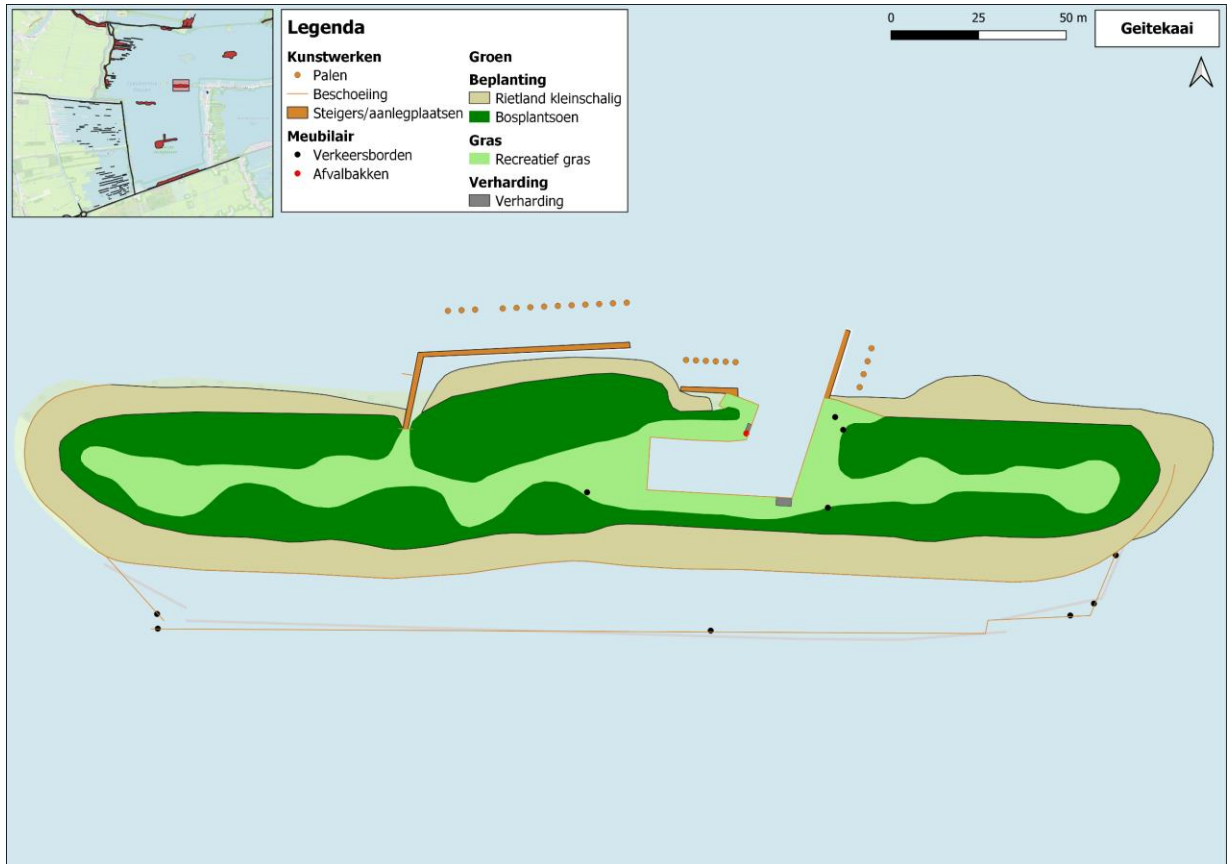 Legenda
Kunstwerken
Palen
Beschoeiing
Steigers/aanlegplaatsen
Meubilair
Verkeersborden
Afvalbakken
Groen
Beplanting
Rietland kleinschalig
Bosplantsoen
Gras
Recreatief gras
Verharding
Verharding
0 25 50 m
Geitekaai